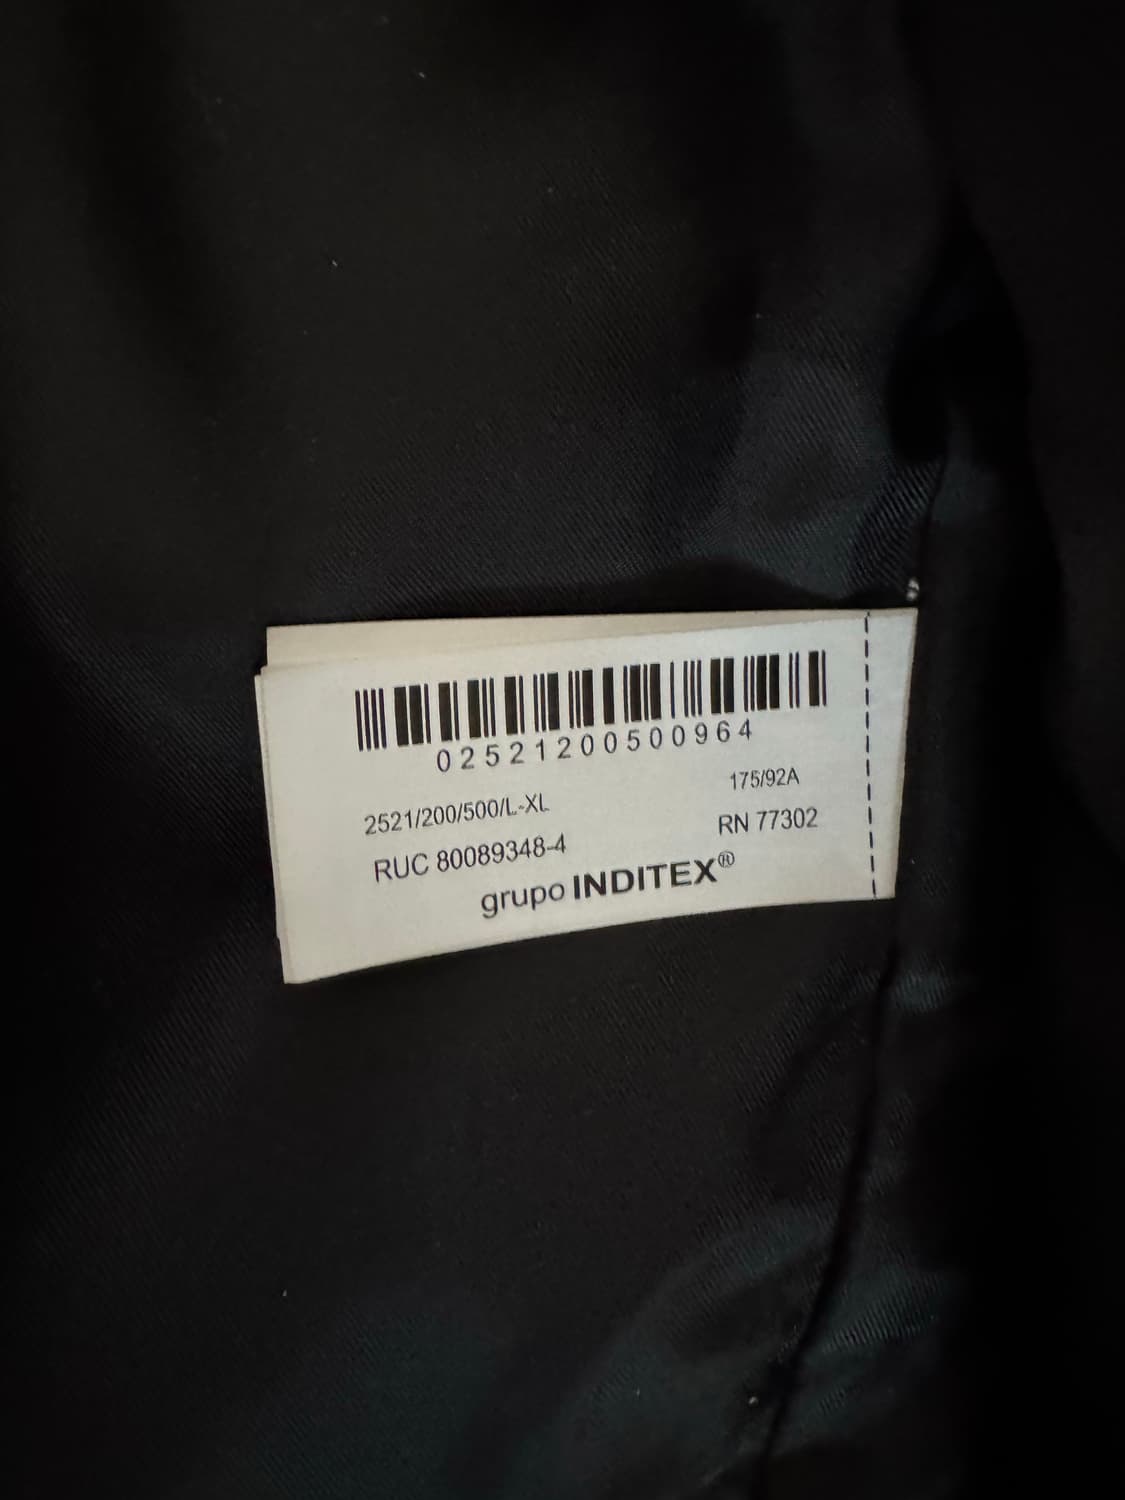 02521200500964
175/92A
2521/200/500/L-XL
RN 77302
RUC 80089348-4
grupo INDITEX®